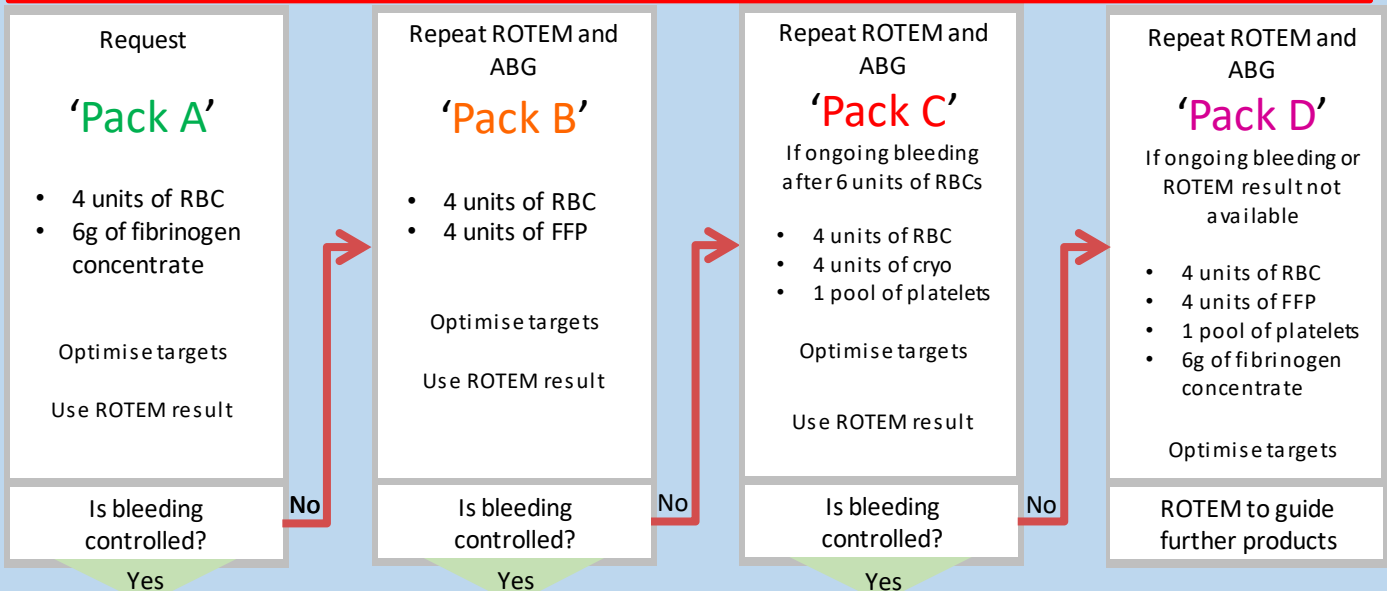 Request
‘Pack A’
• 4 units of RBC
• 6g of fibrinogen
concentrate
Optimise targets
Use ROTEM result
Is bleeding
controlled?
Yes
No
Repeat ROTEM and
ABG
‘Pack B’
• 4 units of RBC
• 4 units of FFP
Optimise targets
Use ROTEM result
Is bleeding
controlled?
Yes
No
Repeat ROTEM and
ABG
‘Pack C’
If ongoing bleeding
after 6 units of RBCs
• 4 units of RBC
• 4 units of cryo
• 1 pool of platelets
Optimise targets
Use ROTEM result
Is bleeding
controlled?
Yes
No
Repeat ROTEM and
ABG
‘Pack D’
If ongoing bleeding or
ROTEM result not
available
• 4 units of RBC
• 4 units of FFP
• 1 pool of platelets
• 6g of fibrinogen
concentrate
Optimise targets
ROTEM to guide
further products